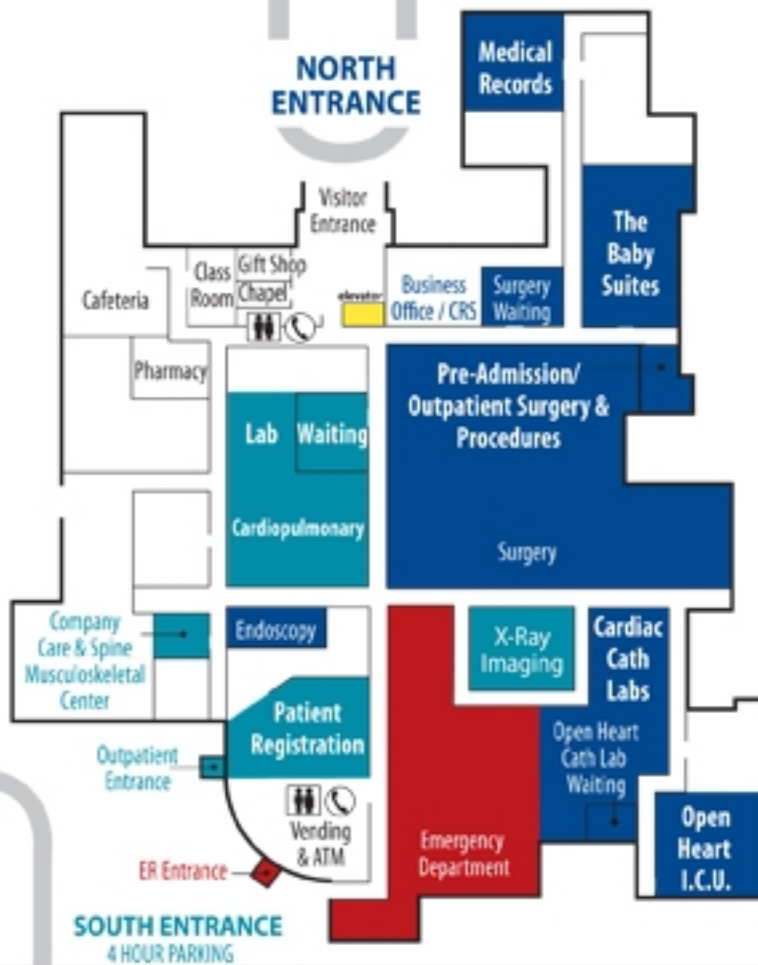 NORTH
ENTRANCE
Medical
Records
Visitor
Entrance
The
Baby
Suites
Cafeteria
Class
Room
Gift Shop
Chapel
elevator
Business
Office / CRS
Surgery
Waiting
Pharmacy
Lab
Waiting
Cardiopulmonary
Pre-Admission/
Outpatient Surgery &
Procedures
Surgery
Company
Care & Spine
Musculoskeletal
Center
Endoscopy
X-Ray
Imaging
Cardiac
Cath
Labs
Patient
Registration
Open Heart
Cath Lab
Waiting
Outpatient
Entrance
Vending
& ATM
Emergency
Department
Open
Heart
I.C.U.
ER Entrance
SOUTH ENTRANCE
4 HOUR PARKING